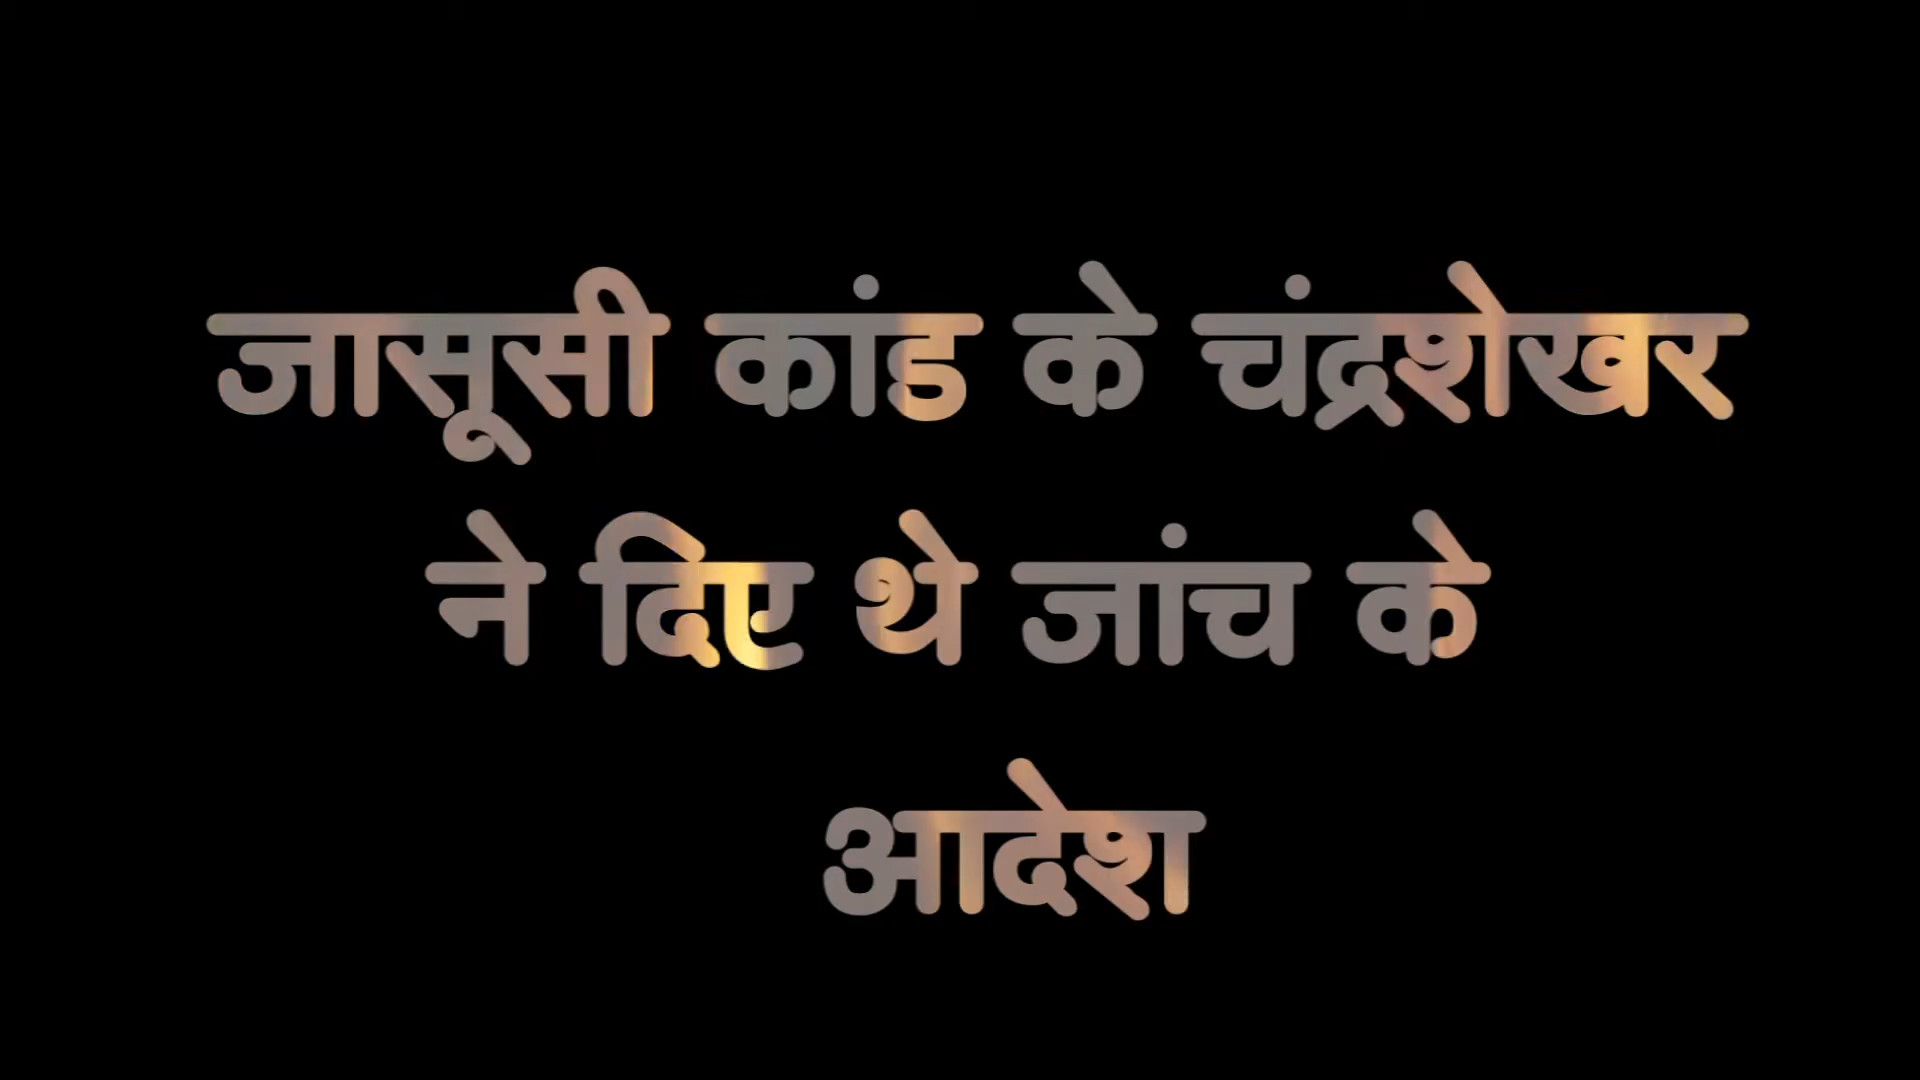 जासूसी कांड के चंद्रशेखर
ने दिए थे जांच के
आदेश